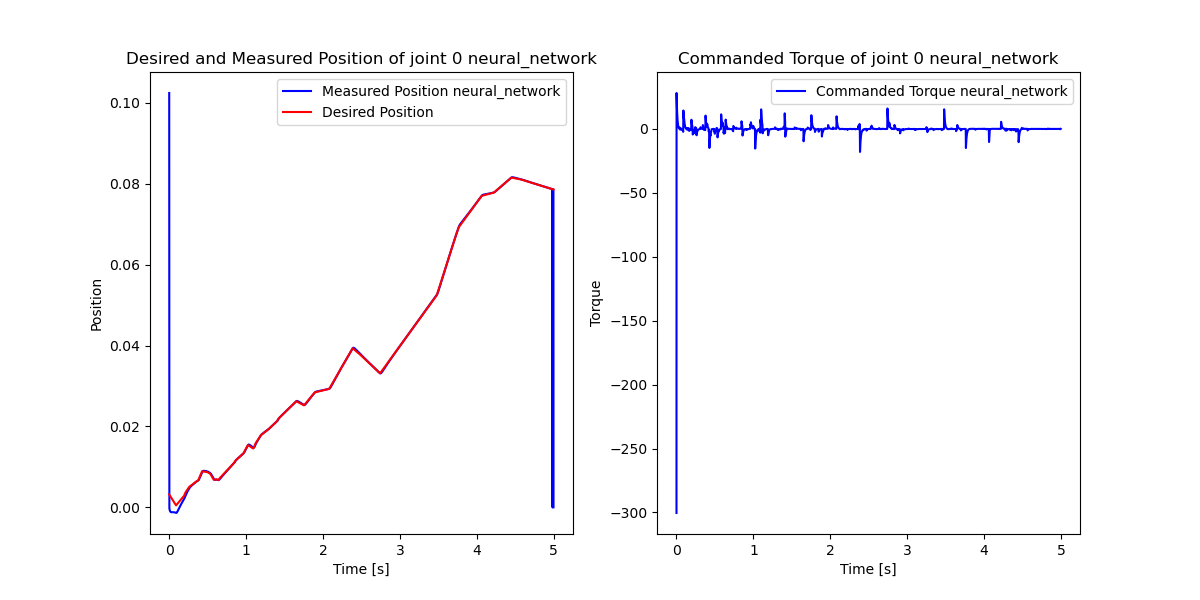 Desired and Measured Position of joint 0 neural_network
Measured Position neural_network
Desired Position
0.10
0.08
0.06
0.04
0.02
0.00
Position
0
1
2
3
4
5
Time [s]
Commanded Torque of joint 0 neural_network
Commanded Torque neural_network
0
−50
−100
−150
−200
−250
−300
Torque
0
1
2
3
4
5
Time [s]